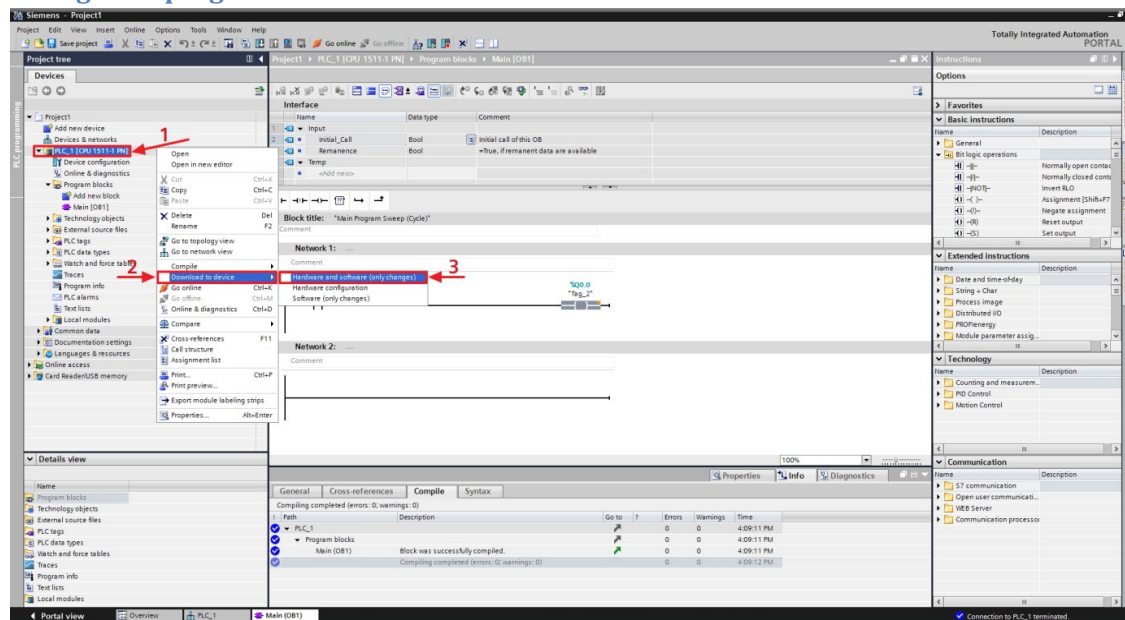 Siemens - Project1
Project Edit View Insert Online Options Tools Window Help
Totally Integrated Automation
PORTAL
Save project
Go online
Go offline
Project tree
Project1 ▸ PLC_1 [CPU 1511-1 PN] ▸ Program blocks ▸ Main [OB1]
Instructions
Devices
Options
PLC programming
Project1
Add new device
Devices & networks
PLC_1 [CPU 1511-1 PN]
Device configuration
Online & diagnostics
Program blocks
Add new block
Main [OB1]
Technology objects
External source files
PLC tags
PLC data types
Watch and force table
Traces
Program info
PLC alarms
Text lists
Local modules
Common data
Documentation settings
Languages & resources
Online access
Card Reader/USB memory
1
2
3
Open
Open in new editor
Cut Ctrl+X
Copy Ctrl+C
Paste Ctrl+V
Delete Del
Rename F2
Go to topology view
Go to network view
Compile
Download to device
Go online Ctrl+K
Go offline Ctrl+M
Online & diagnostics Ctrl+D
Compare
Cross-references F11
Call structure
Assignment list
Print... Ctrl+P
Print preview...
Export module labeling strips
Properties... Alt+Enter
Hardware and software (only changes)
Hardware configuration
Software (only changes)
Interface
Name Data type Comment
1 Input
2 Initial_Call Bool Initial call of this OB
Remanence Bool =True, if remanent data are available
Temp
<Add new>
Block title: "Main Program Sweep (Cycle)"
Comment
Network 1:
Comment
%Q0.0
"Tag_2"
Network 2:
Comment
100%
Properties Info Diagnostics
General Cross-references Compile Syntax
Compiling completed (errors: 0; warnings: 0)
! Path Description Go to ? Errors Warnings Time
PLC_1 0 0 4:09:11 PM
Program blocks 0 0 4:09:11 PM
Main (OB1) Block was successfully compiled. 0 0 4:09:11 PM
Compiling completed (errors: 0; warnings: 0) 0 0 4:09:12 PM
Favorites
Basic instructions
Name Description
General
Bit logic operations
-||- Normally open contac
-|/|- Normally closed conta
-|NOT|- Invert RLO
-( )- Assignment [Shift+F7
-(/)- Negate assignment
-(R) Reset output
-(S) Set output
Extended instructions
Name Description
Date and time-of-day
String + Char
Process image
Distributed I/O
PROFIenergy
Module parameter assig...
Technology
Name Description
Counting and measurem...
PID Control
Motion Control
Communication
Name Description
S7 communication
Open user communicati...
WEB Server
Communication processor
Details view
Name
Program blocks
Technology objects
External source files
PLC tags
PLC data types
Watch and force tables
Traces
Program info
Text lists
Local modules
Portal view
Overview
PLC_1
Main (OB1)
Connection to PLC_1 terminated.